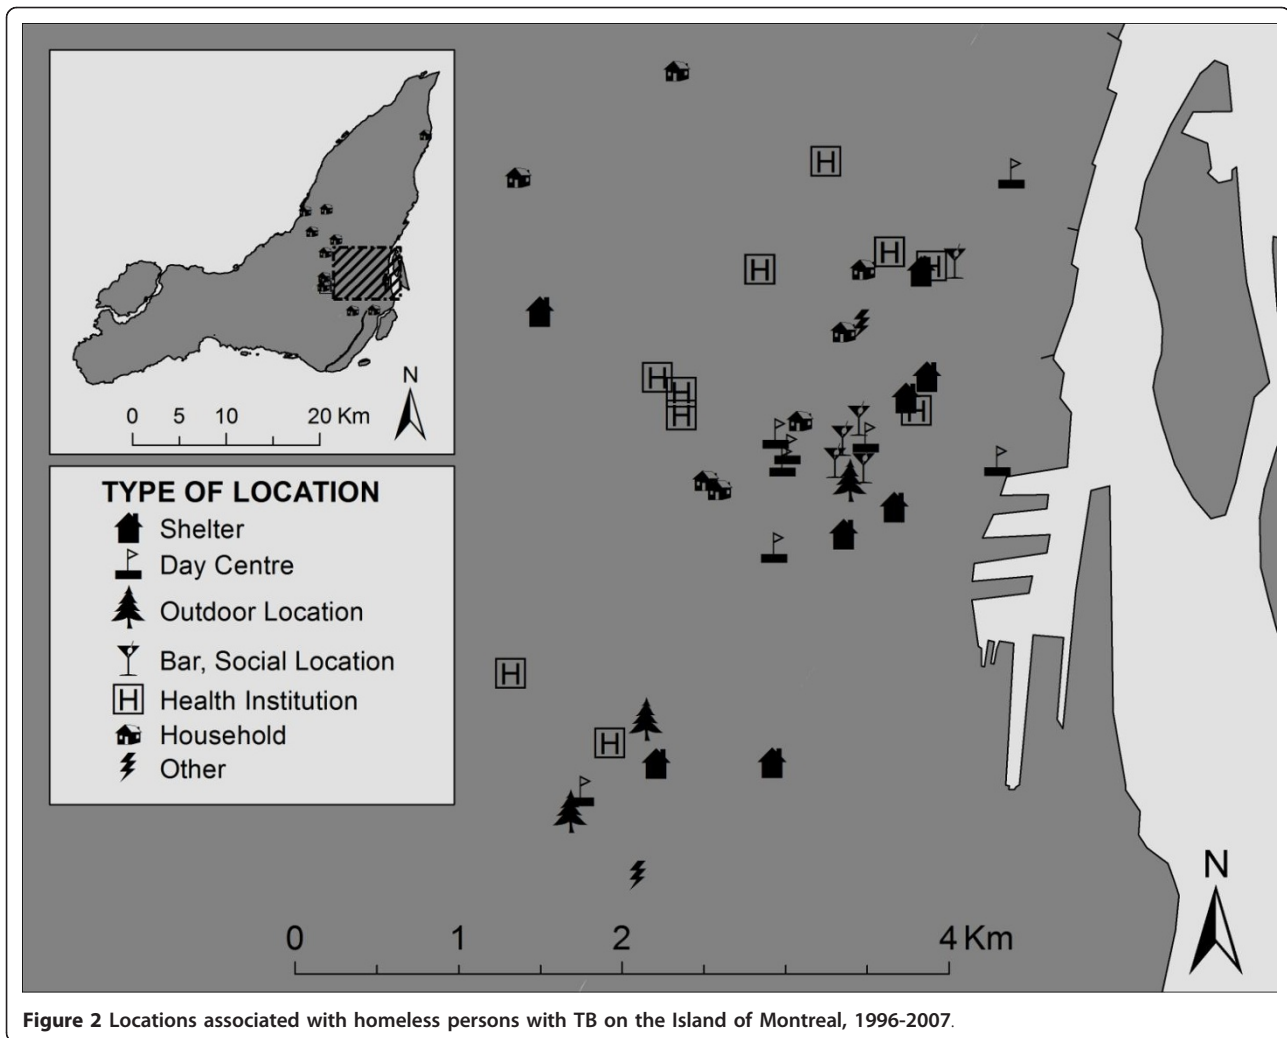 N
0 5 10 20 Km
TYPE OF LOCATION
Shelter
Day Centre
Outdoor Location
Bar, Social Location
H Health Institution
Household
Other
H
H
H
H
H
H
H
H
H
H
N
0 1 2 4 Km
Figure 2 Locations associated with homeless persons with TB on the Island of Montreal, 1996-2007.